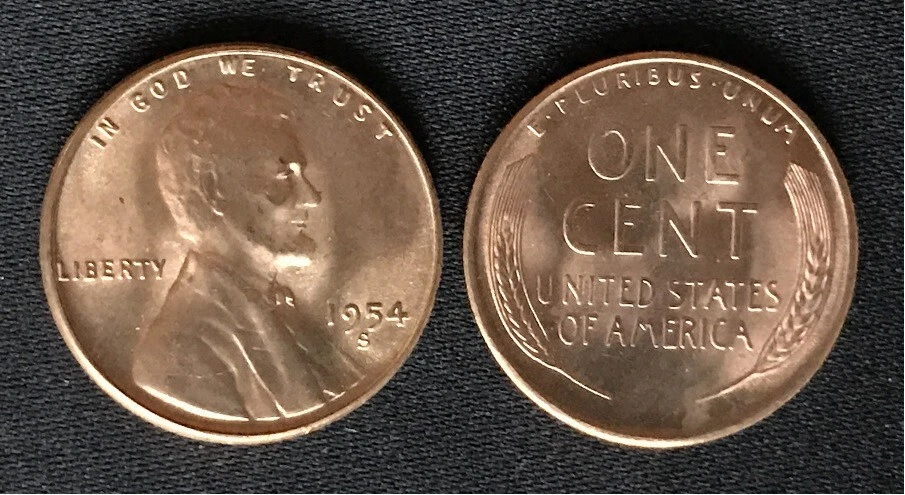 IN GOD WE TRUST
LIBERTY
1954
S
E·PLURIBUS·UNUM
ONE
CENT
UNITED STATES
OF AMERICA